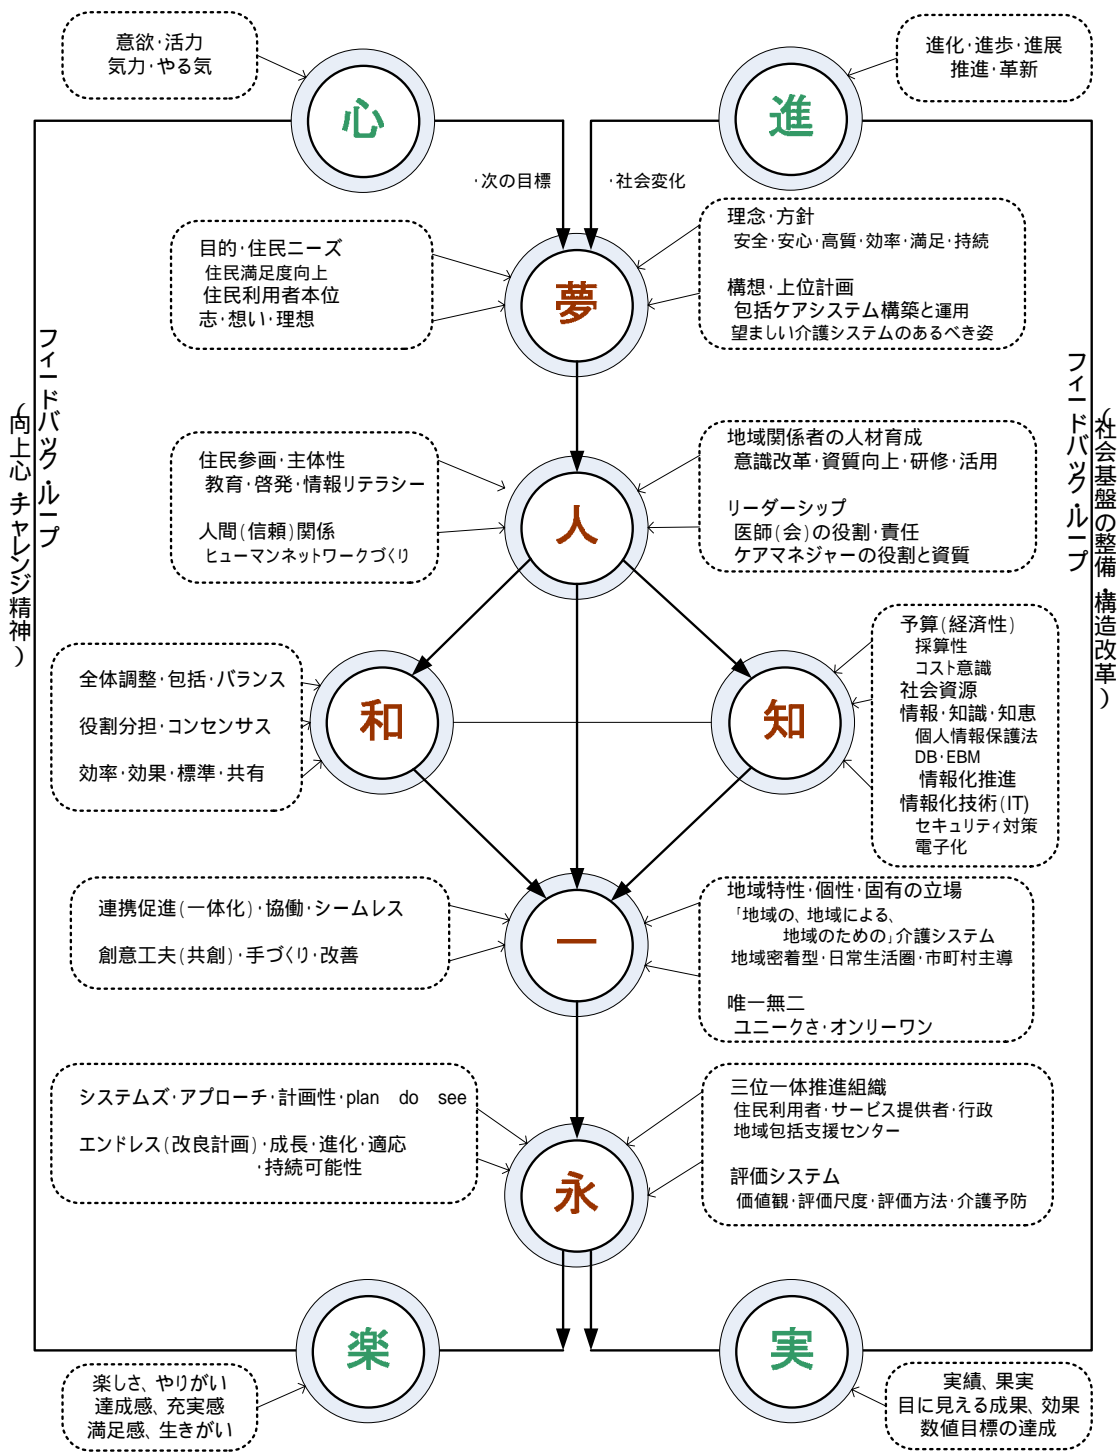 意欲・活力
気力・やる気
心
進
進化・進歩・進展
推進・革新
・次の目標
・社会変化
目的・住民ニーズ
住民満足度向上
住民利用者本位
志・想い・理想
夢
理念・方針
安全・安心・高質・効率・満足・持続
構想・上位計画
包括ケアシステム構築と運用
望ましい介護システムのあるべき姿
フィードバック・ループ
(向上心・チャレンジ精神)
フィードバック・ループ
(社会基盤の整備・構造改革)
住民参画・主体性
教育・啓発・情報リテラシー
人間(信頼)関係
ヒューマンネットワークづくり
人
地域関係者の人材育成
意識改革・資質向上・研修・活用
リーダーシップ
医師(会)の役割・責任
ケアマネジャーの役割と資質
全体調整・包括・バランス
役割分担・コンセンサス
効率・効果・標準・共有
和
知
予算(経済性)
採算性
コスト意識
社会資源
情報・知識・知恵
個人情報保護法
DB・EBM
情報化推進
情報化技術(IT)
セキュリティ対策
電子化
連携促進(一体化)・協働・シームレス
創意工夫(共創)・手づくり・改善
一
地域特性・個性・固有の立場
「地域の、地域による、
地域のための」介護システム
地域密着型・日常生活圏・市町村主導
唯一無二
ユニークさ・オンリーワン
システムズ・アプローチ・計画性・plan do see
エンドレス(改良計画)・成長・進化・適応
・持続可能性
永
三位一体推進組織
住民利用者・サービス提供者・行政
地域包括支援センター
評価システム
価値観・評価尺度・評価方法・介護予防
楽
実
楽しさ、やりがい
達成感、充実感
満足感、生きがい
実績、果実
目に見える成果、効果
数値目標の達成